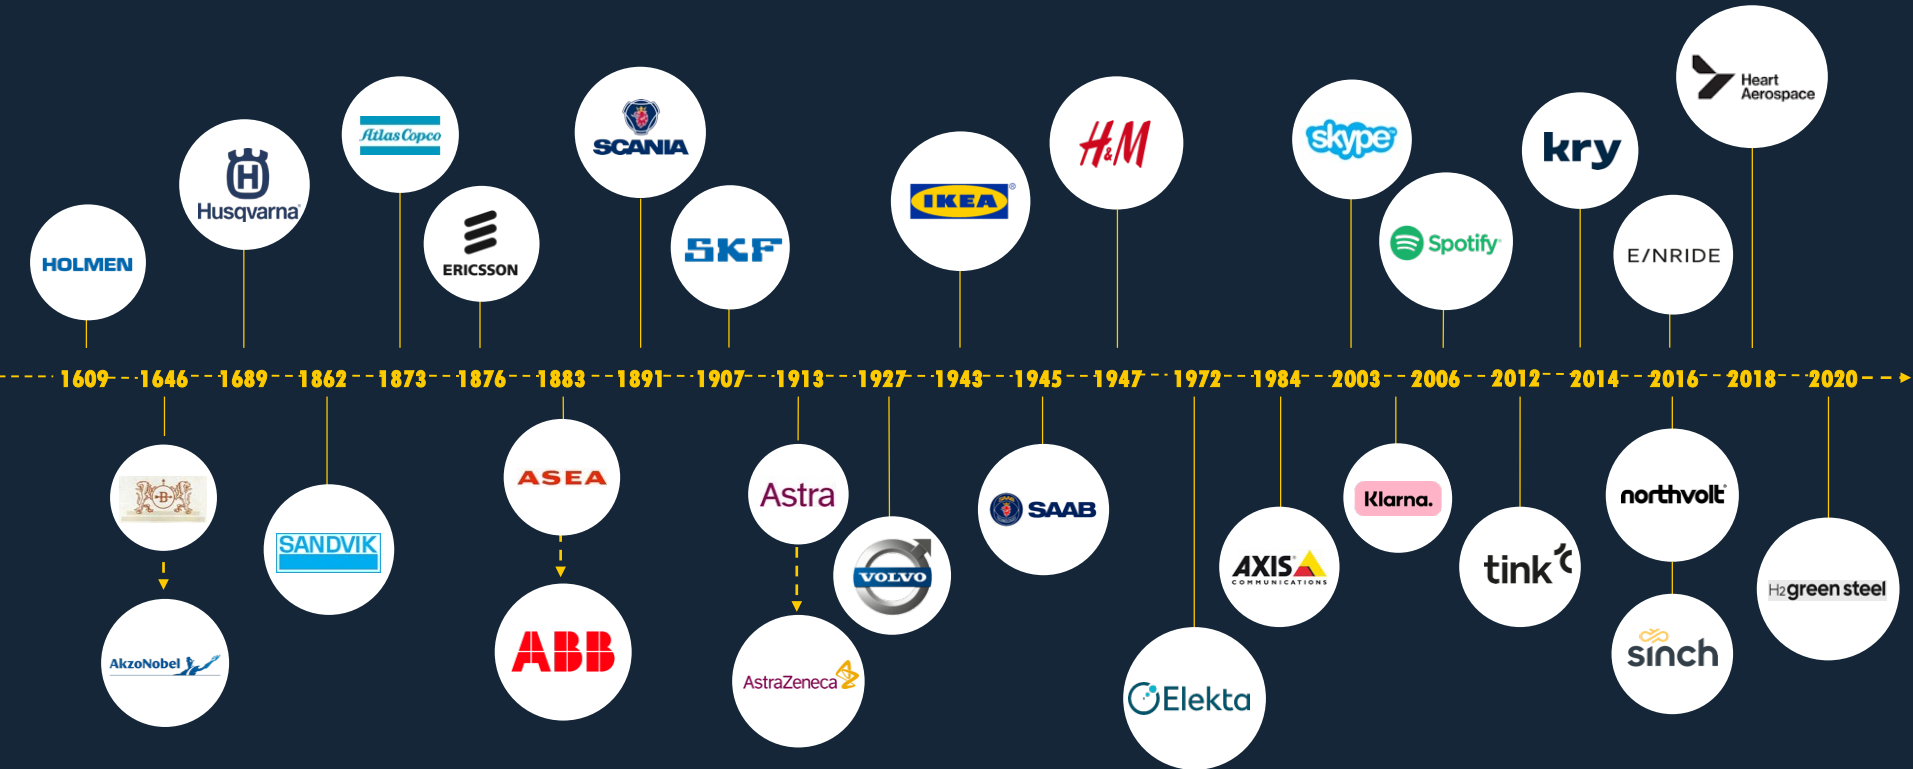 Heart
Aerospace
Atlas Copco
SCANIA
H&M
skype™
kry
H
Husqvarna®
IKEA®
ERICSSON
SKF
Spotify®
E/NRIDE
HOLMEN
1609 1646 1689 1862 1873 1876 1883 1891 1907 1913 1927 1943 1945 1947 1972 1984 2003 2006 2012 2014 2016 2018 2020
B
ASEA
Astra
SAAB
Klarna.
northvolt®
SANDVIK
VOLVO
AXIS®
COMMUNICATIONS
tink
H2green steel
AkzoNobel
ABB
AstraZeneca
sinch
Elekta